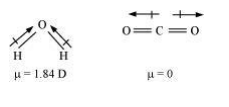 O
H H
O = C = O
μ = 1.84 D μ = 0